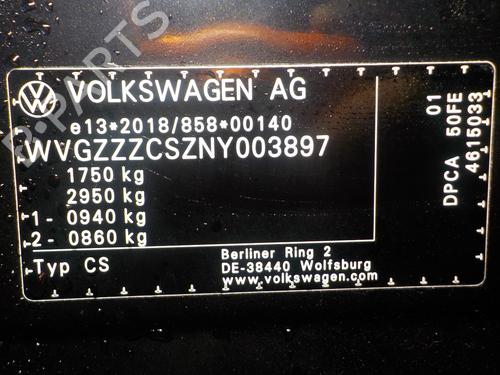 VOLKSWAGEN AG
e13*2018/858*00140
WVGZZZCSZNY003897
1750 kg
2950 kg
1- 0940 kg
2- 0860 kg
Typ CS
Berliner Ring 2
DE-38440 Wolfsburg
www.volkswagen.com
01
DPCA 50FE
4615033
B-PARTS